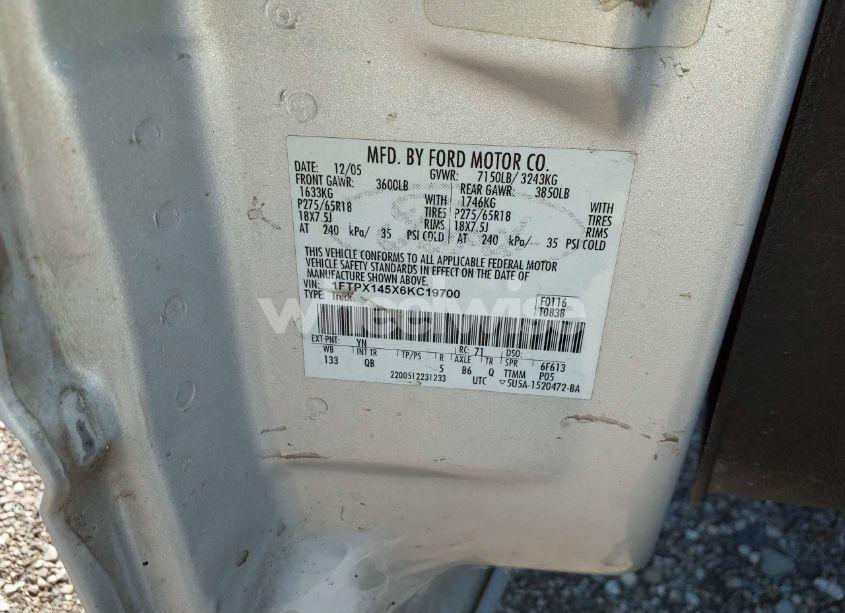 MFD. BY FORD MOTOR CO.
DATE: 12/05 GVWR: 7150LB/ 3243KG
FRONT GAWR: 3600LB REAR GAWR: 3850LB
1633KG WITH 1746KG WITH
P275/65R18 TIRES P275/65R18 TIRES
18X7.5J RIMS 18X7.5J RIMS
AT 240 kPa/ 35 PSI COLD AT 240 kPa/ 35 PSI COLD
THIS VEHICLE CONFORMS TO ALL APPLICABLE FEDERAL MOTOR
VEHICLE SAFETY STANDARDS IN EFFECT ON THE DATE OF
MANUFACTURE SHOWN ABOVE.
VIN: 1FTPX145X6KC19700 F0116
TYPE: Truck T0838
wheelwise
EXT PNT: YN RC: 71 DSO:
WB INT TR TP/PS R AXLE TR SPR 6F613
133 QB 5 B6 Q TTMM P05
2200512231233 UTC ▽5U5A-1520472-BA